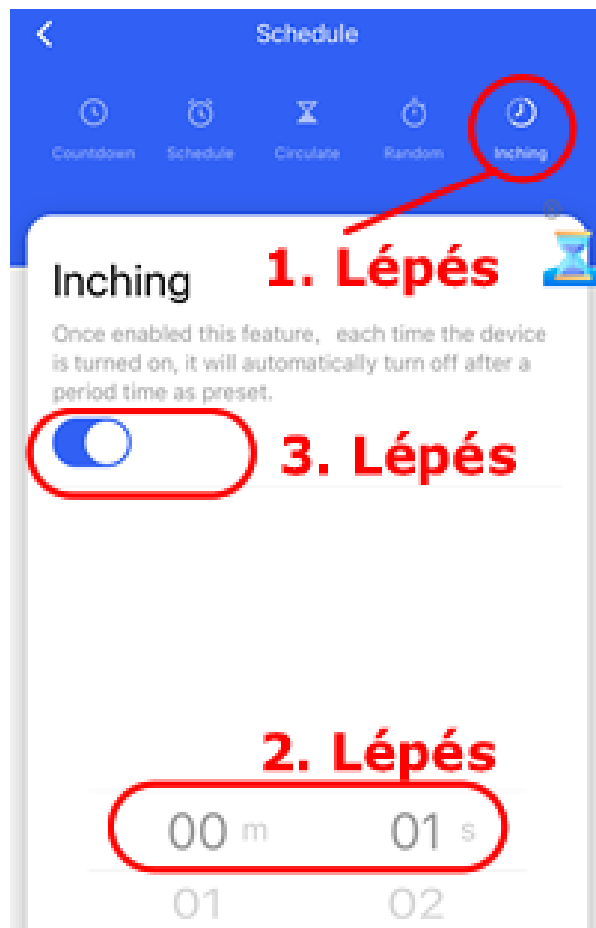 Schedule
Countdown Schedule Circulate Random Inching
1. Lépés
Inching
Once enabled this feature, each time the device
is turned on, it will automatically turn off after a
period time as preset.
3. Lépés
2. Lépés
00 m 01 s
01 02